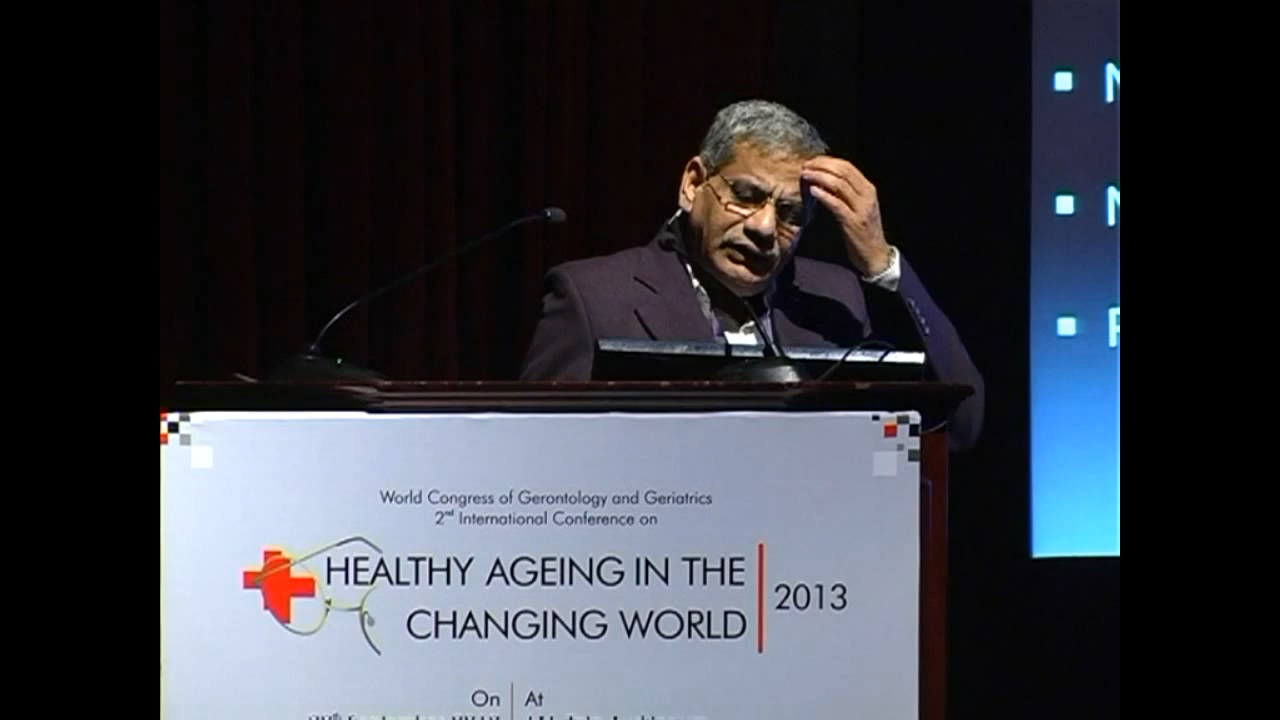 World Congress of Gerontology and Geriatrics
2nd International Conference on
HEALTHY AGEING IN THE
CHANGING WORLD
2013
On
At